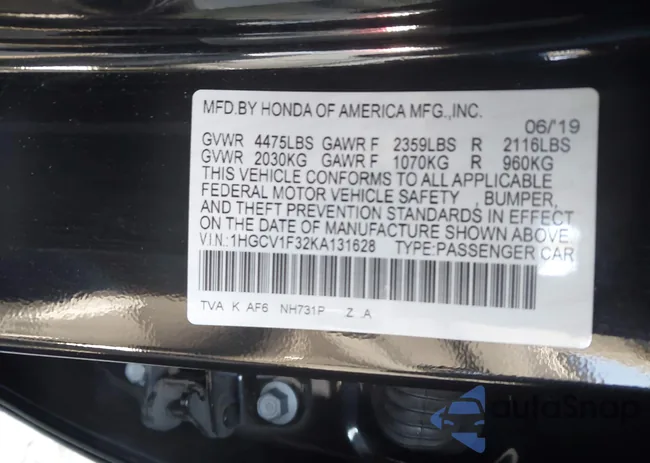 MFD.BY HONDA OF AMERICA MFG.,INC.
06/'19
GVWR 4475LBS GAWR F 2359LBS R 2116LBS
GVWR 2030KG GAWR F 1070KG R 960KG
THIS VEHICLE CONFORMS TO ALL APPLICABLE
FEDERAL MOTOR VEHICLE SAFETY , BUMPER,
AND THEFT PREVENTION STANDARDS IN EFFECT
ON THE DATE OF MANUFACTURE SHOWN ABOVE.
V.I.N.:1HGCV1F32KA131628 TYPE:PASSENGER CAR
TVA K AF6 NH731P Z .A
autoSnap